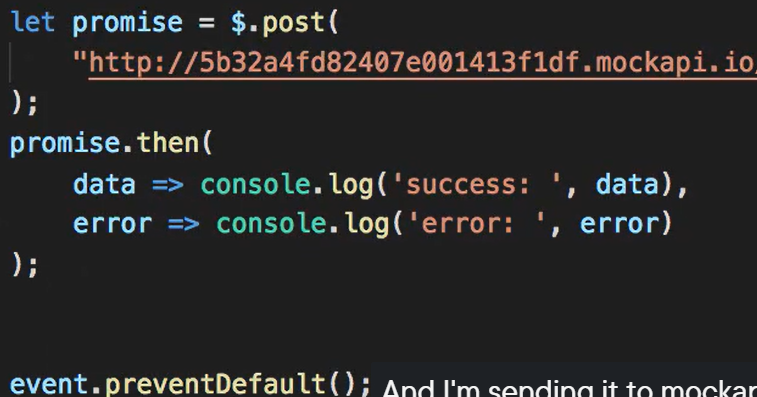 let promise = $.post(
"http://5b32a4fd82407e001413f1df.mockapi.io/
);
promise.then(
data => console.log('success: ', data),
error => console.log('error: ', error)
);
event.preventDefault();
And I'm sending it to mockap